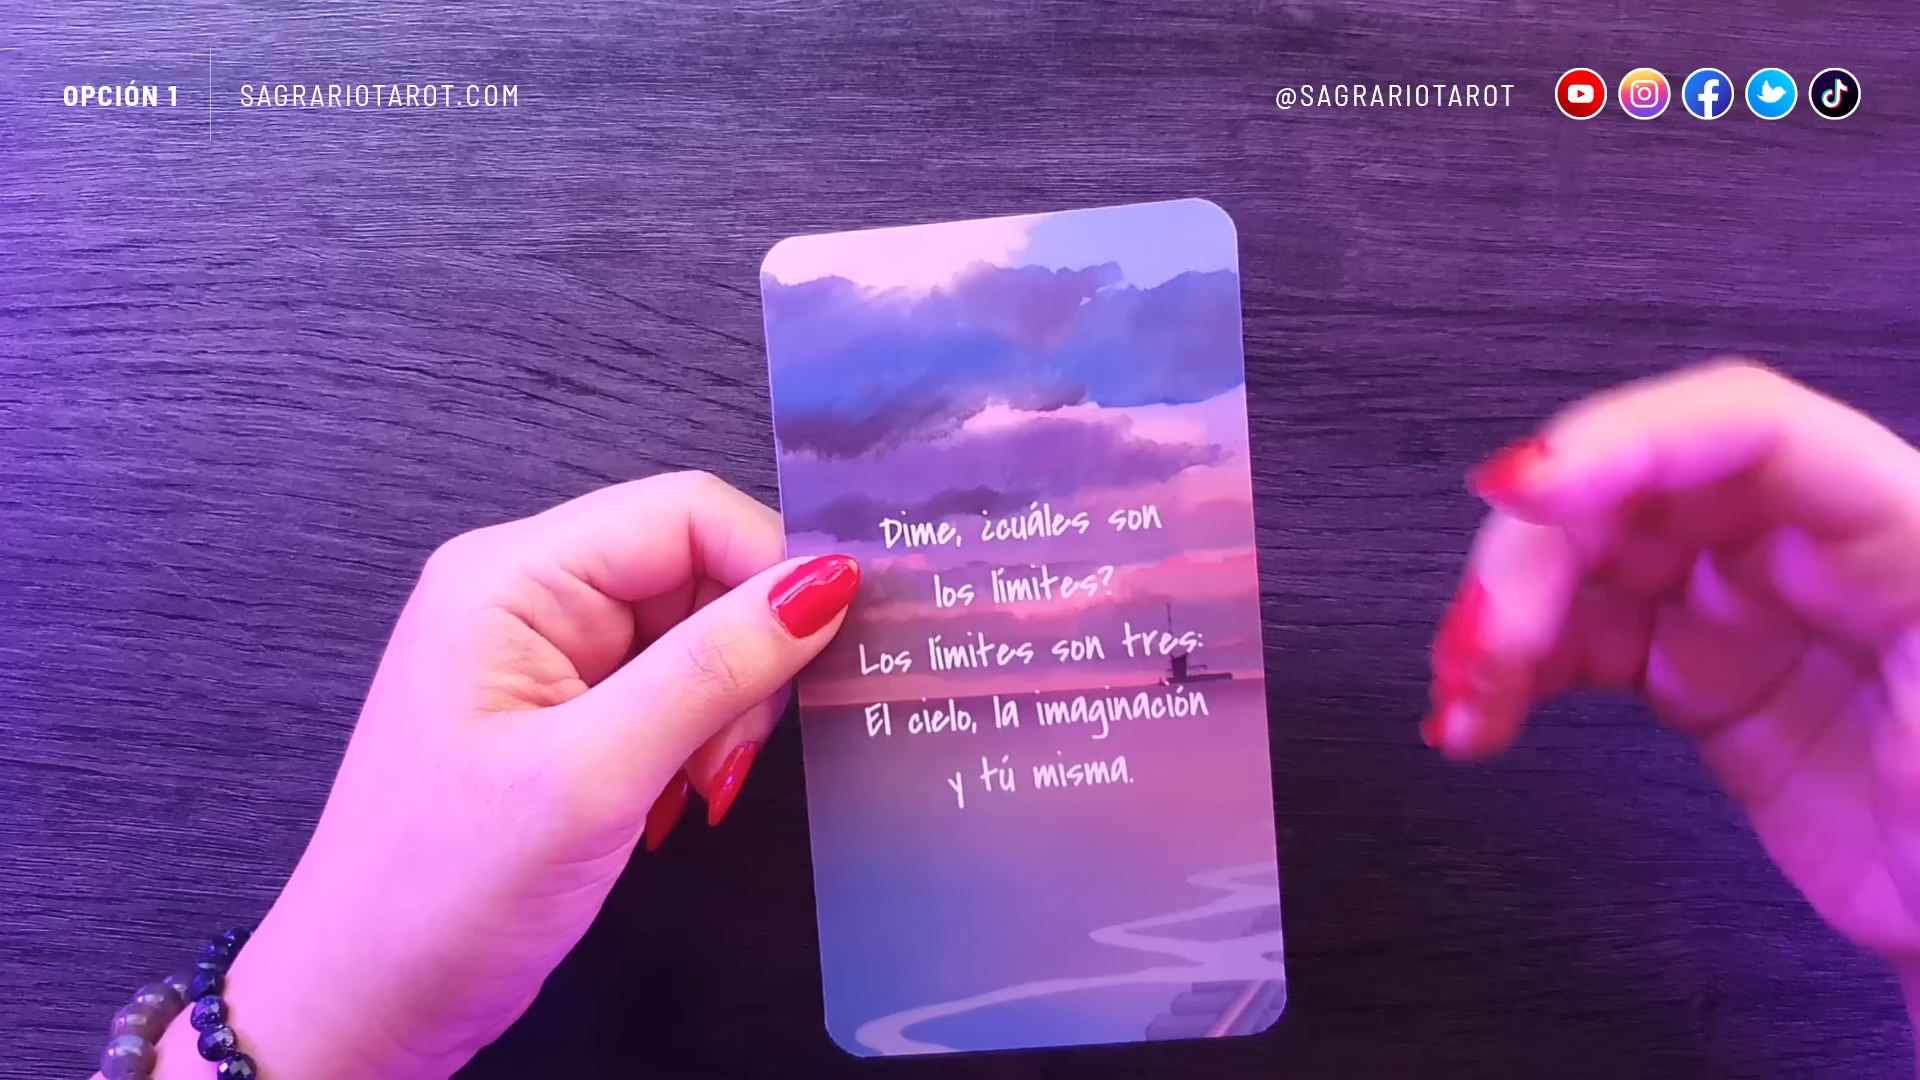 OPCIÓN 1
SAGRARIOTAROT.COM
@SAGRARIOTAROT
Dime, ¿cuáles son
los límites?
Los límites son tres:
El cielo, la imaginación
y tú misma.